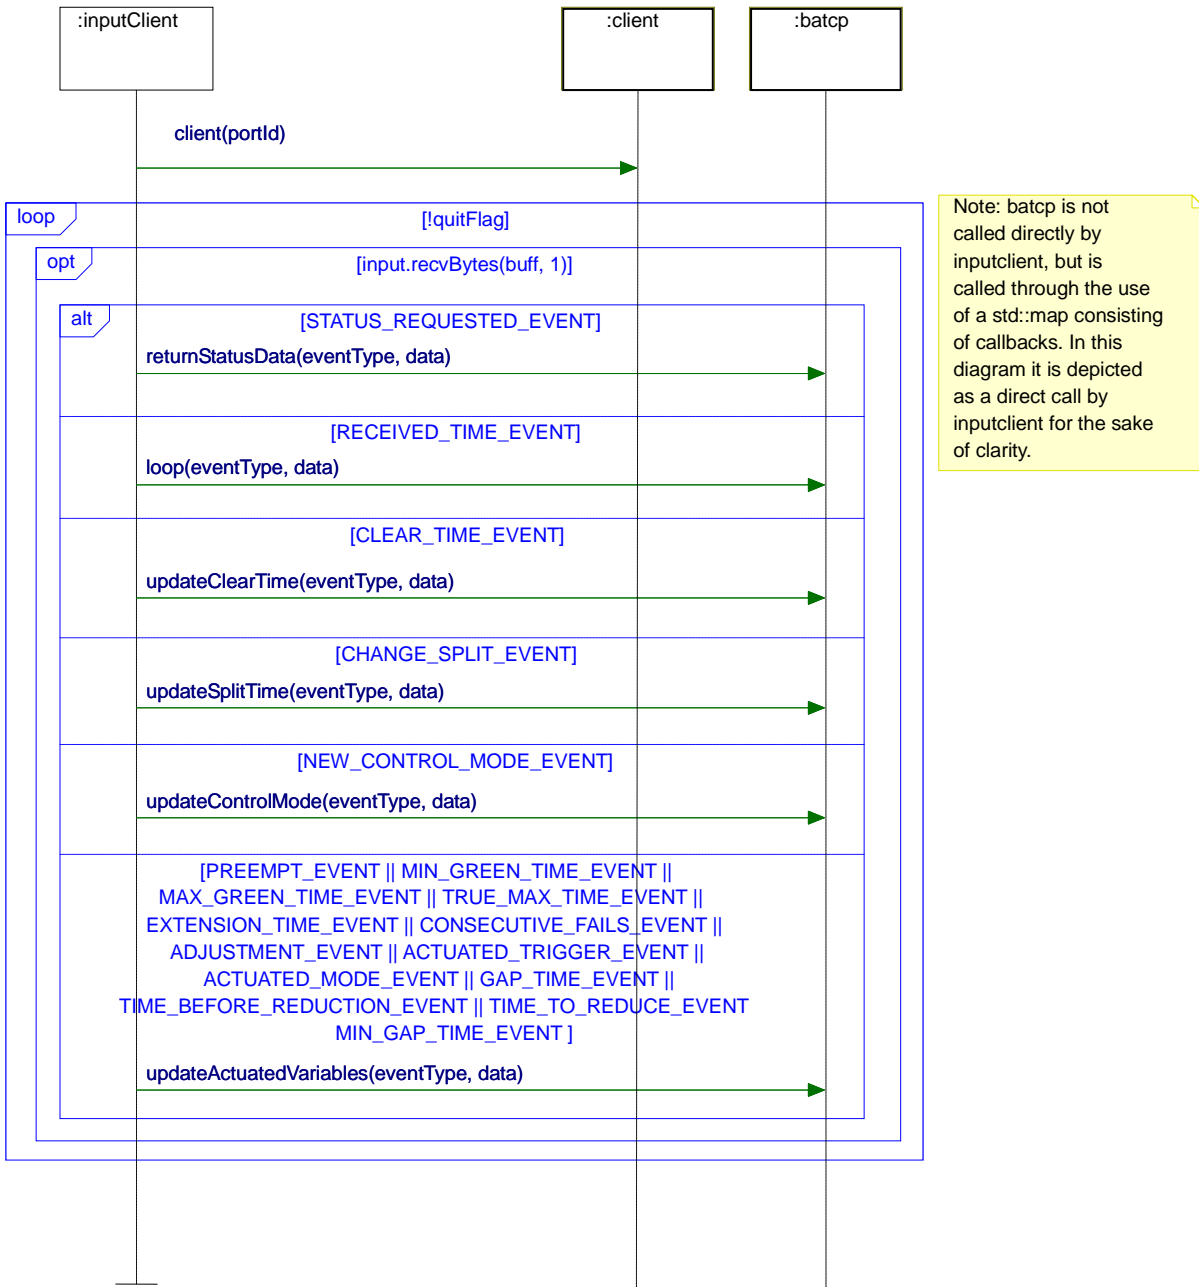 :inputClient
:client
:batcp
client(portId)
loop
[!quitFlag]
opt
[input.recvBytes(buff, 1)]
alt
[STATUS_REQUESTED_EVENT]
returnStatusData(eventType, data)
[RECEIVED_TIME_EVENT]
loop(eventType, data)
[CLEAR_TIME_EVENT]
updateClearTime(eventType, data)
[CHANGE_SPLIT_EVENT]
updateSplitTime(eventType, data)
[NEW_CONTROL_MODE_EVENT]
updateControlMode(eventType, data)
[PREEMPT_EVENT || MIN_GREEN_TIME_EVENT ||
MAX_GREEN_TIME_EVENT || TRUE_MAX_TIME_EVENT ||
EXTENSION_TIME_EVENT || CONSECUTIVE_FAILS_EVENT ||
ADJUSTMENT_EVENT || ACTUATED_TRIGGER_EVENT ||
ACTUATED_MODE_EVENT || GAP_TIME_EVENT ||
TIME_BEFORE_REDUCTION_EVENT || TIME_TO_REDUCE_EVENT
MIN_GAP_TIME_EVENT ]
updateActuatedVariables(eventType, data)
Note: batcp is not
called directly by
inputclient, but is
called through the use
of a std::map consisting
of callbacks. In this
diagram it is depicted
as a direct call by
inputclient for the sake
of clarity.